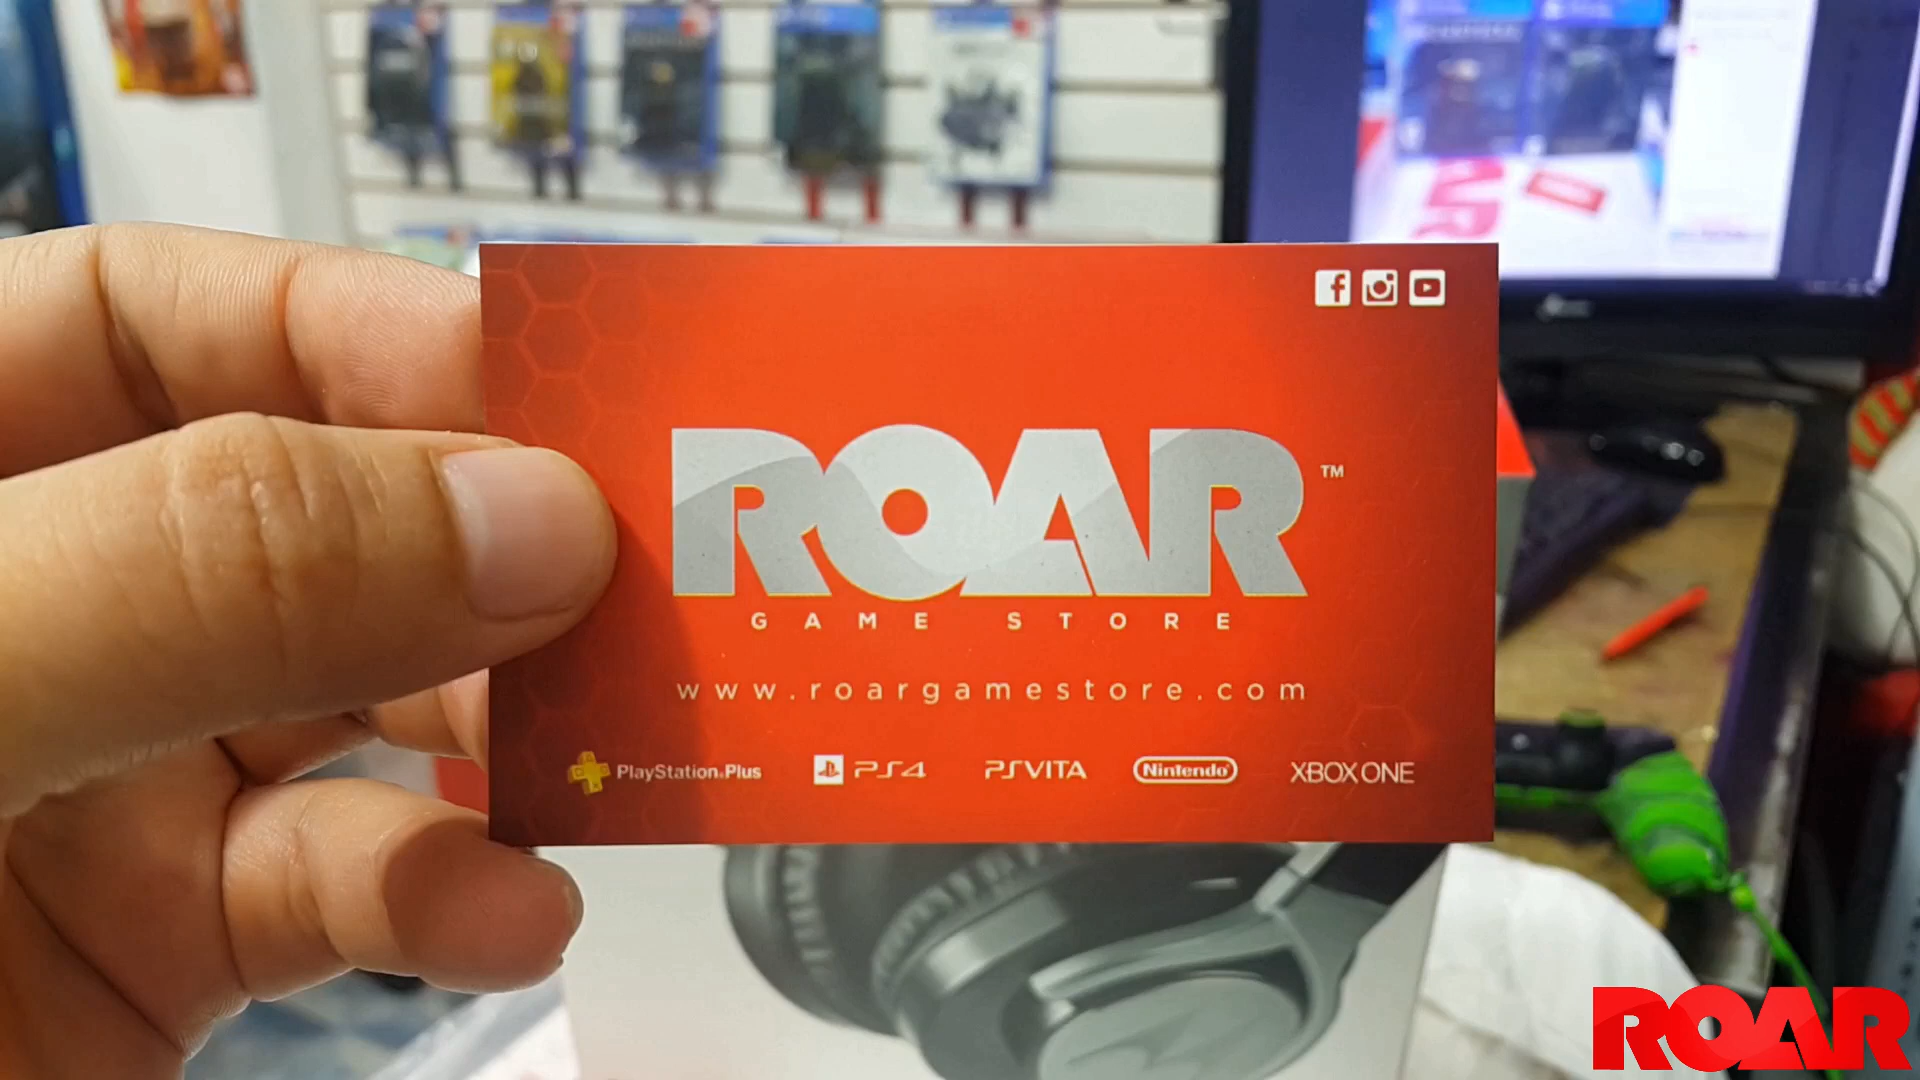 ROAR™
GAME STORE
www.roargamestore.com
PlayStation®Plus PS4 PSVITA Nintendo® XBOX ONE
ROAR